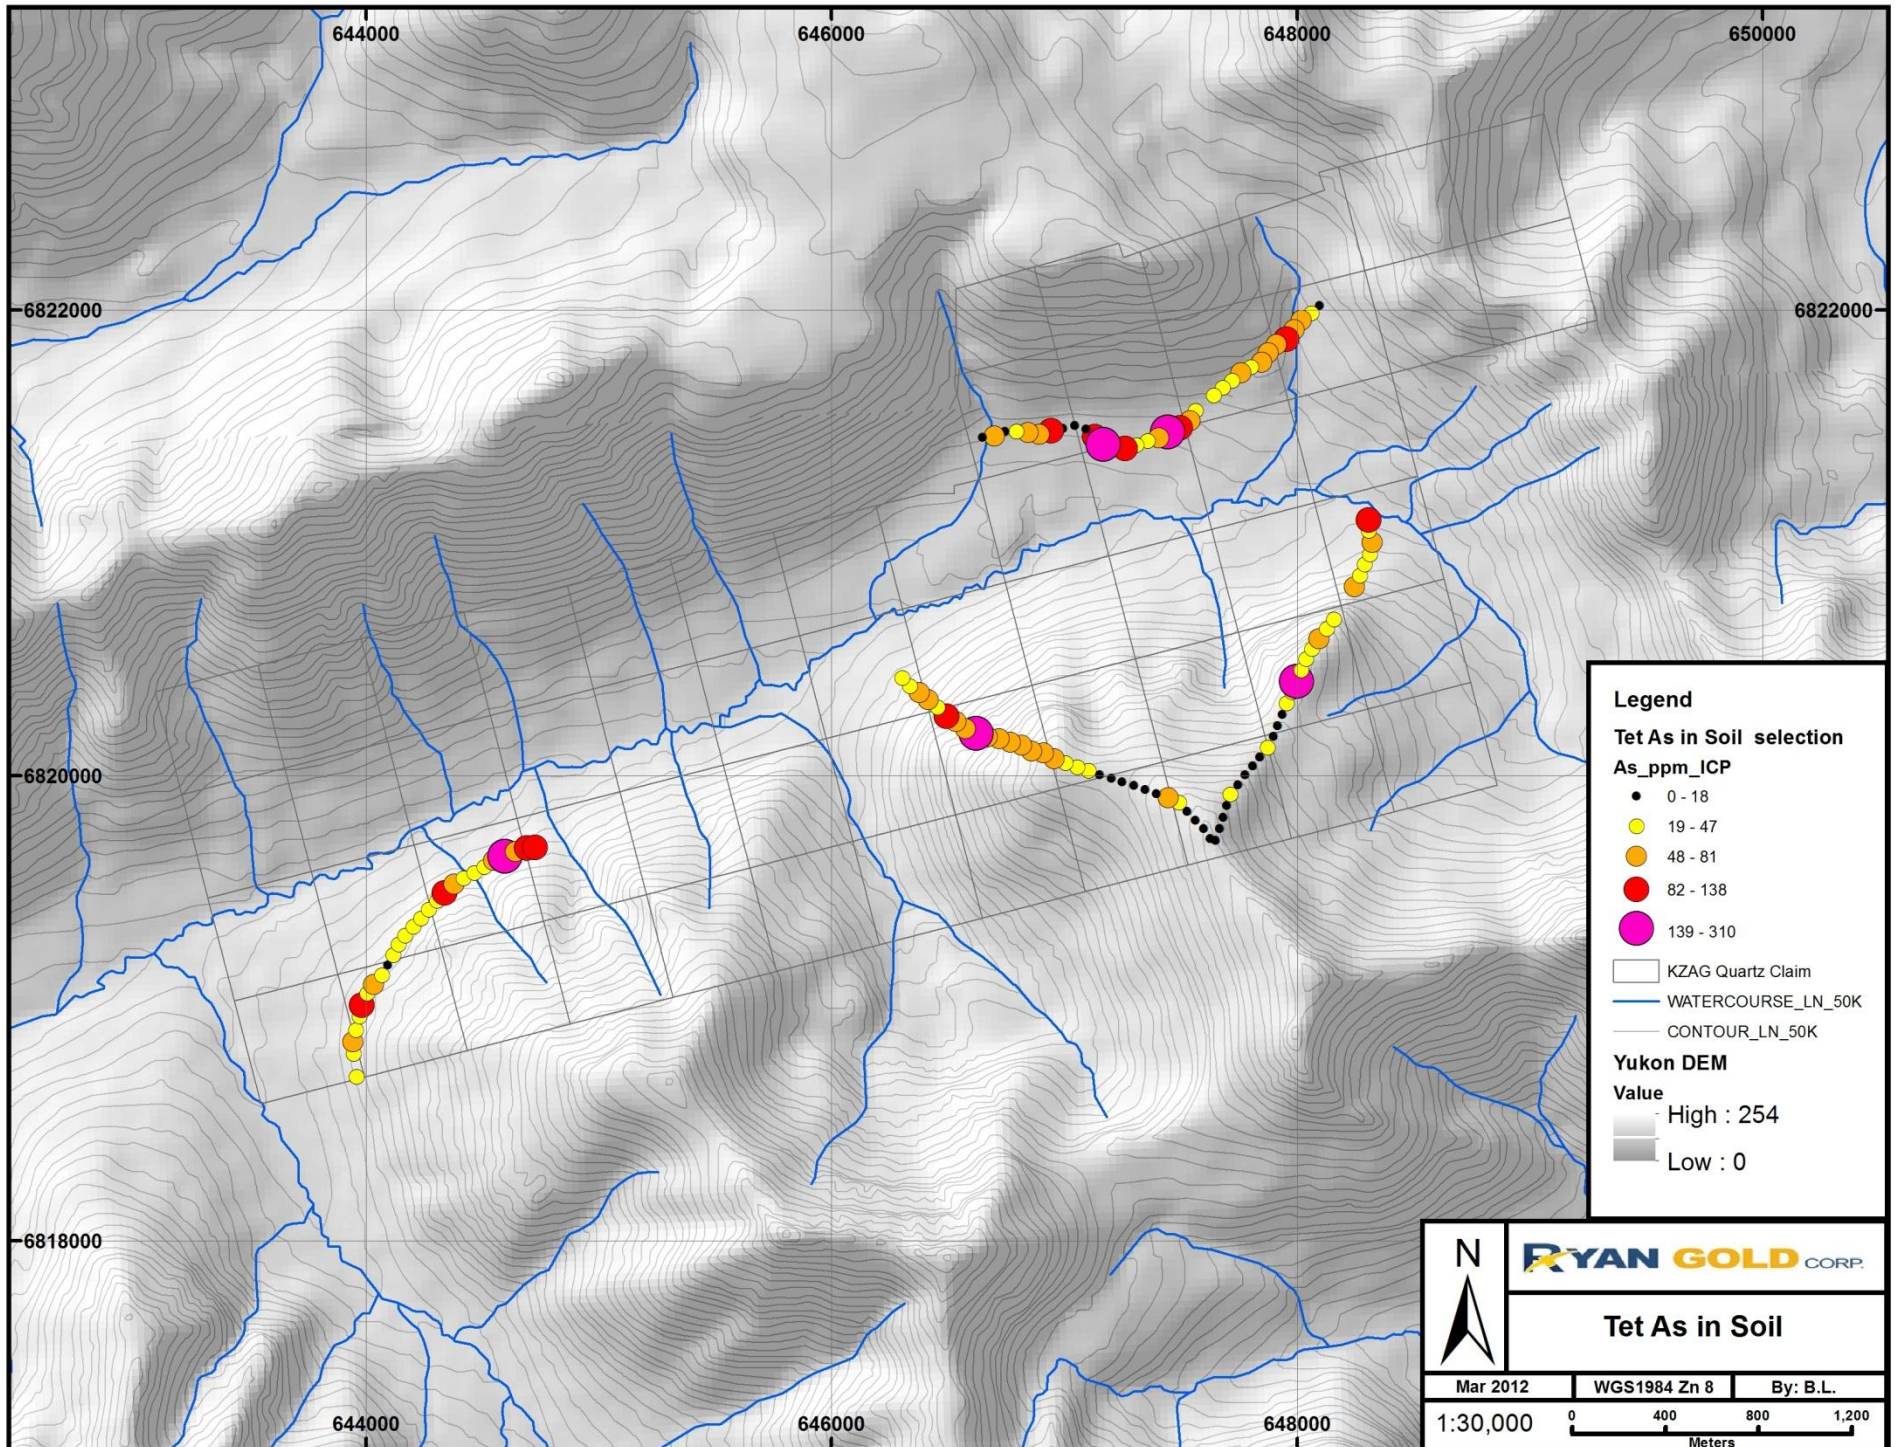 644000
646000
648000
650000
6822000
6822000
6820000
6818000
644000
646000
648000
Legend
Tet As in Soil selection
As_ppm_ICP
0 - 18
19 - 47
48 - 81
82 - 138
139 - 310
KZAG Quartz Claim
WATERCOURSE_LN_50K
CONTOUR_LN_50K
Yukon DEM
Value
High : 254
Low : 0
N
RYAN GOLD CORP.
Tet As in Soil
Mar 2012
WGS1984 Zn 8
By: B.L.
1:30,000
0 400 800 1,200
Meters